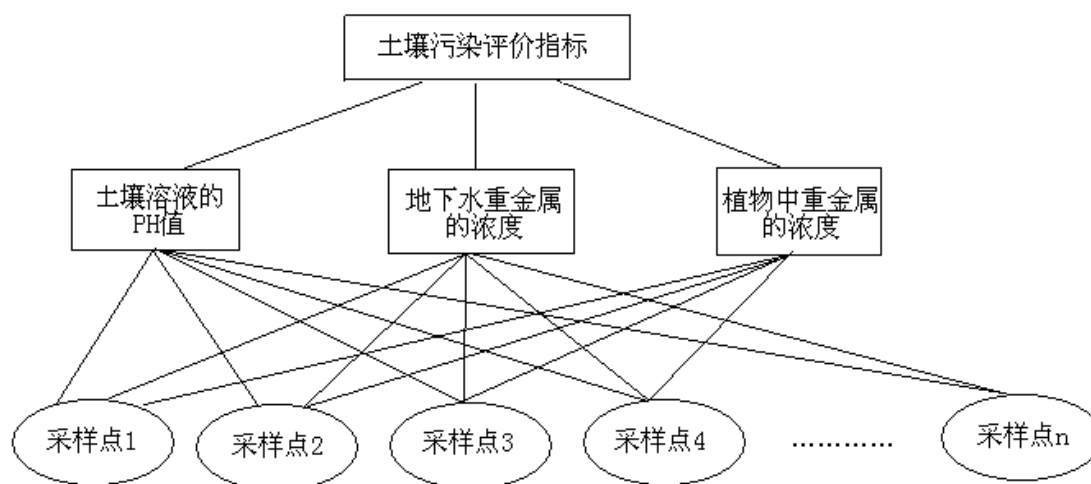 土壤污染评价指标
土壤溶液的
PH值
地下水重金属
的浓度
植物中重金属
的浓度
采样点1
采样点2
采样点3
采样点4
…………
采样点n